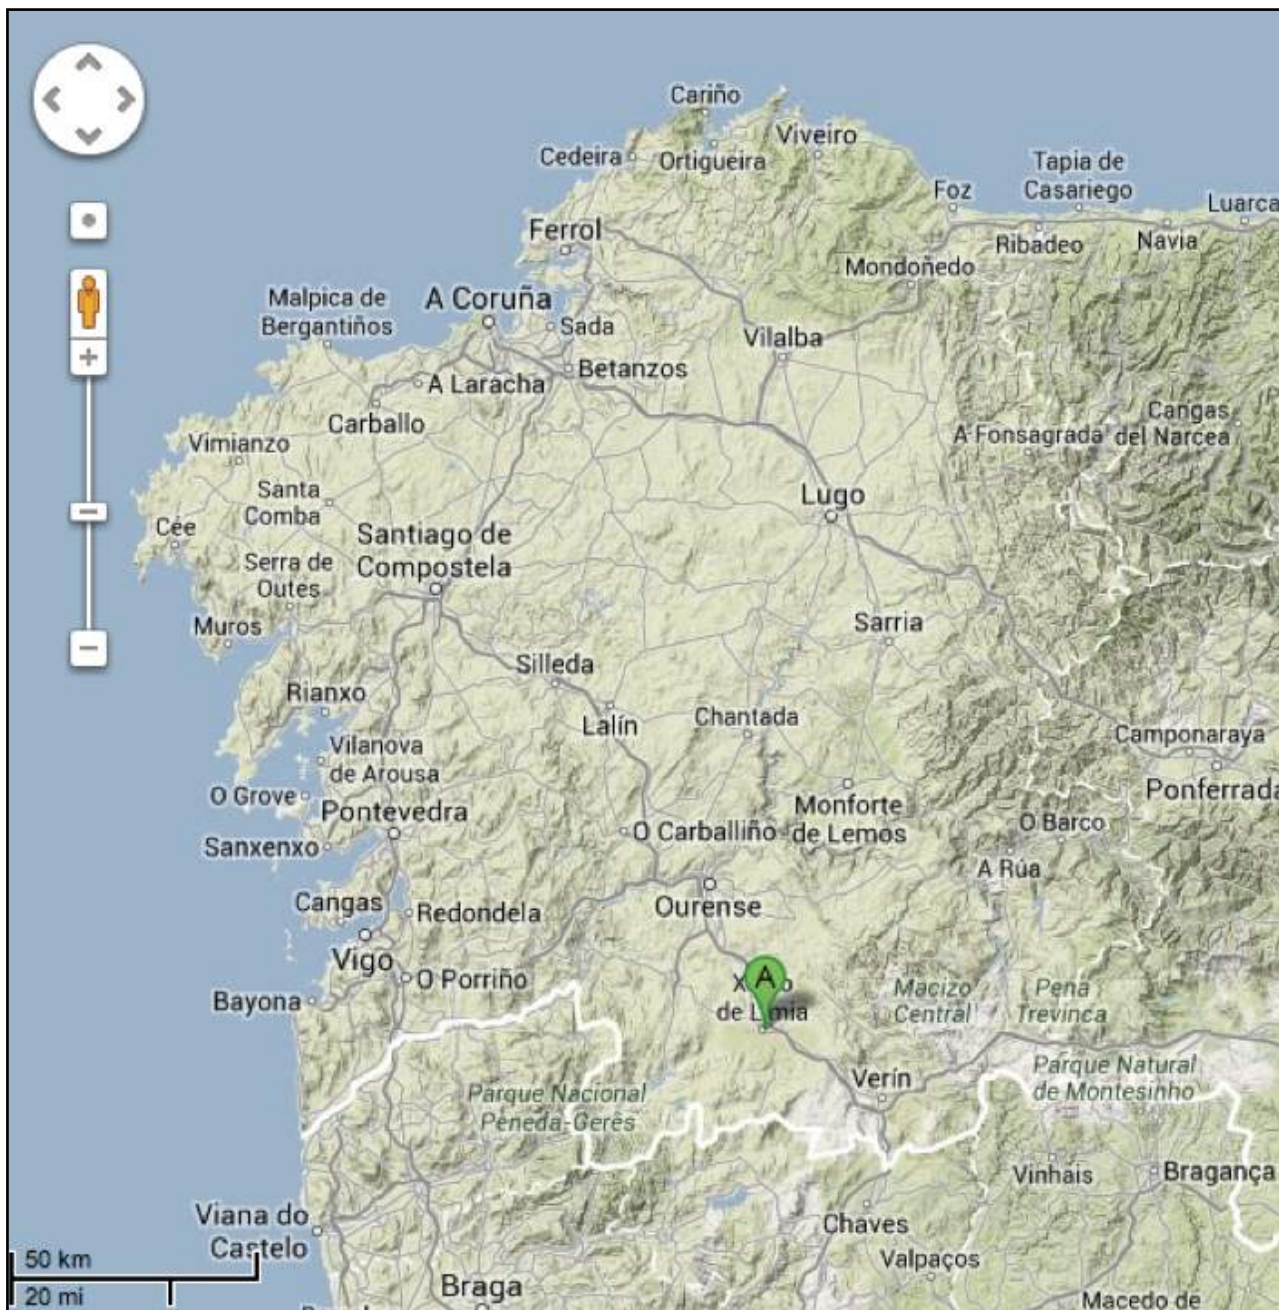 Cariño
Viveiro
Cedeira
Ortigueira
Tapia de
Casariego
Foz
Luarca
Ferrol
Ribadeo
Navia
Mondoñedo
Malpica de
Bergantiños
A Coruña
Sada
Vilalba
Betanzos
A Laracha
Carballo
Cangas
del Narcea
A Fonsagrada
Vimianzo
Santa
Comba
Lugo
Cée
Santiago de
Compostela
Serra de
Outes
Muros
Sarria
Silleda
Rianxo
Lalín
Chantada
Camponaraya
Vilanova
de Arousa
O Grove
Ponferrada
Pontevedra
Monforte
de Lemos
O Barco
O Carballiño
Sanxenxo
A Rúa
Cangas
Redondela
Ourense
Vigo
O Porriño
A
de Limia
Bayona
Macizo
Central
Pena
Trevinca
Verín
Parque Natural
de Montesinho
Parque Nacional
Peneda-Gerês
Vinhais
Bragança
Viana do
Castelo
Chaves
50 km
Valpaços
20 mi
Braga
Macedo de